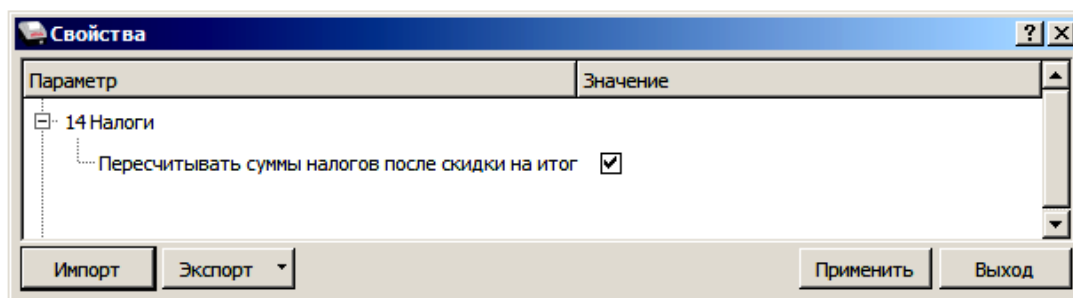 Свойства
Параметр Значение
14 Налоги
Пересчитывать суммы налогов после скидки на итог
Импорт Экспорт Применить Выход